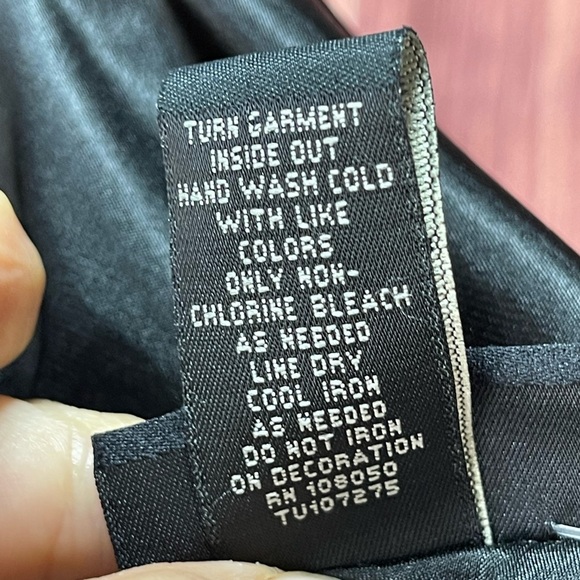 TURN GARMENT
INSIDE OUT
HAND WASH COLD
WITH LIKE
COLORS
ONLY NON-
CHLORINE BLEACH
AS NEEDED
LINE DRY
COOL IRON
AS NEEDED
DO NOT IRON
ON DECORATION
RN 108050
TU107275